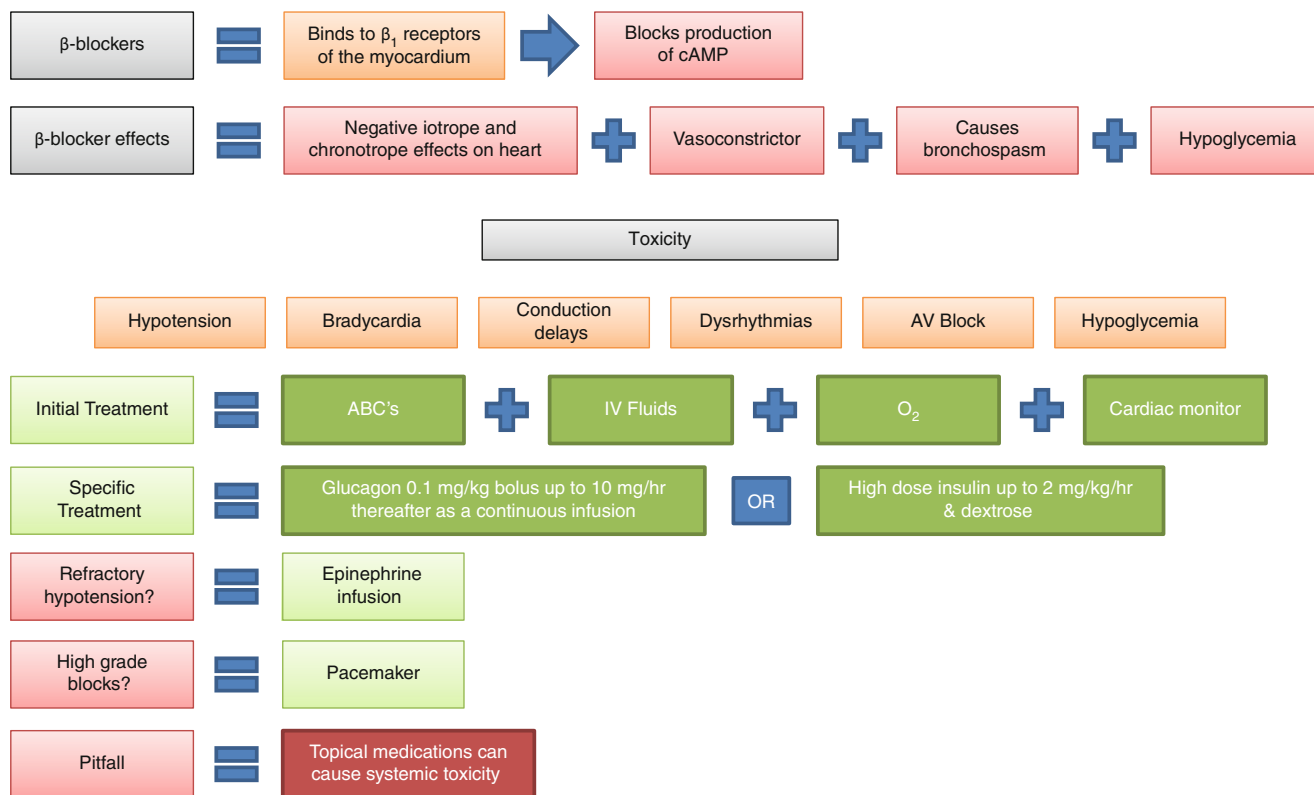 β-blockers
Binds to β₁ receptors
of the myocardium
Blocks production
of cAMP
β-blocker effects
Negative iotrope and
chronotrope effects on heart
Vasoconstrictor
Causes
bronchospasm
Hypoglycemia
Toxicity
Hypotension
Bradycardia
Conduction
delays
Dysrhythmias
AV Block
Hypoglycemia
Initial Treatment
ABC's
IV Fluids
O₂
Cardiac monitor
Specific
Treatment
Glucagon 0.1 mg/kg bolus up to 10 mg/hr
thereafter as a continuous infusion
OR
High dose insulin up to 2 mg/kg/hr
& dextrose
Refractory
hypotension?
Epinephrine
infusion
High grade
blocks?
Pacemaker
Pitfall
Topical medications can
cause systemic toxicity